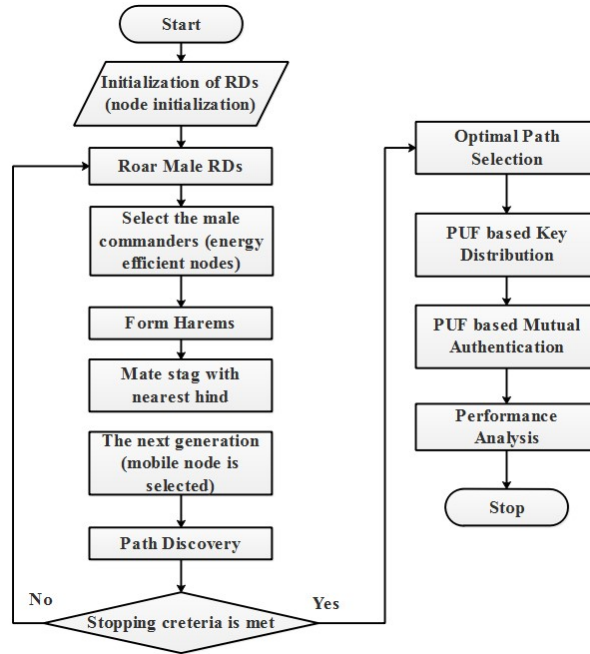 Start
Initialization of RDs
(node initialization)
Roar Male RDs
Select the male
commanders (energy
efficient nodes)
Form Harems
Mate stag with
nearest hind
The next generation
(mobile node is
selected)
Path Discovery
No
Stopping creteria is met
Yes
Optimal Path
Selection
PUF based Key
Distribution
PUF based Mutual
Authentication
Performance
Analysis
Stop